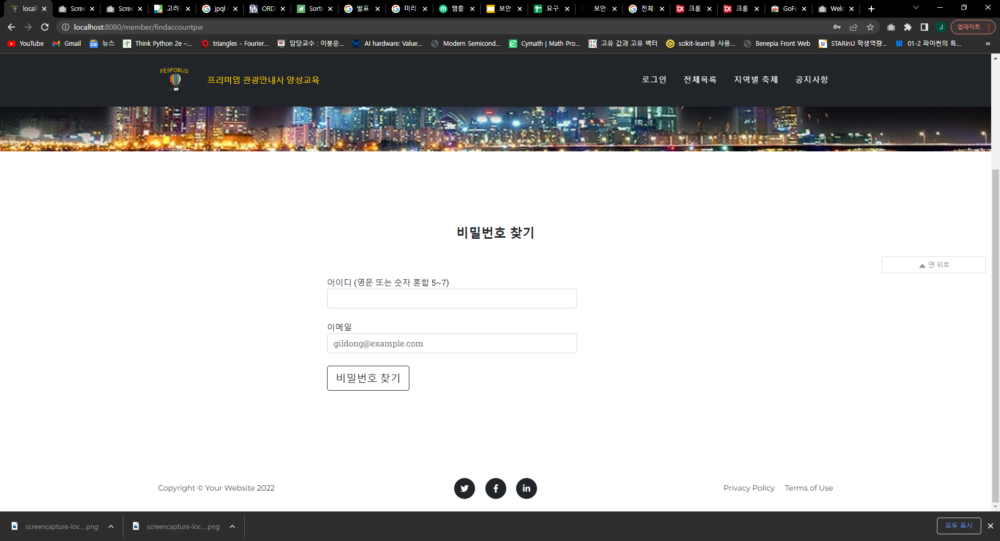 locall
Scree
Scree
고려
jpql
ORD
Sorti
발표
미리
템플
보안
요구
보안
전체
크롬
크롬
GoFu
Welc
localhost:8080/member/findaccountpw
J
업데이트
YouTube
Gmail
뉴스
Think Python 2e –...
triangles - Fourier...
담당교수 : 이봉운...
AI hardware: Value...
Modern Semicond...
Cymath | Math Pro...
고유 값과 고유 벡터
scikit-learn을 사용...
Benepia Front Web
STARinU 학생역량...
01-2 파이썬의 특...
»
FESFORUS
프리미엄 관광안내사 양성교육
로그인
전체목록
지역별 축제
공지사항
비밀번호 찾기
▲ 맨 위로
아이디 (영문 또는 숫자 혼합 5~7)
이메일
gildong@example.com
비밀번호 찾기
Copyright © Your Website 2022
Privacy Policy
Terms of Use
screencapture-loc....png
screencapture-loc....png
모두 표시